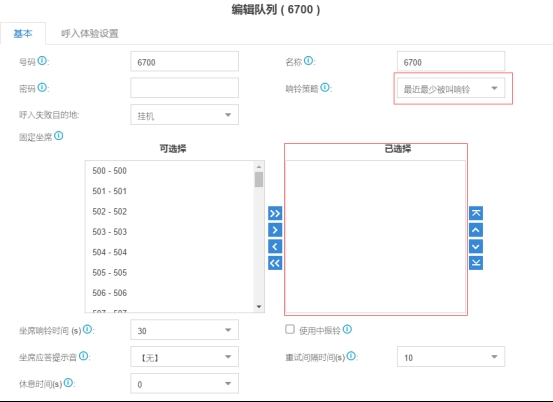 编辑队列 ( 6700 )
基本 呼入体验设置
号码: 6700 名称: 6700
密码: 响铃策略: 最近最少被叫响铃
呼入失败目的地: 挂机
固定坐席
可选择 已选择
500 - 500
501 - 501
502 - 502
503 - 503
504 - 504
505 - 505
506 - 506
507 - 507
坐席响铃时间 (s): 30 使用中振铃
坐席应答提示音: 【无】 重试间隔时间(s): 10
休息时间(s): 0